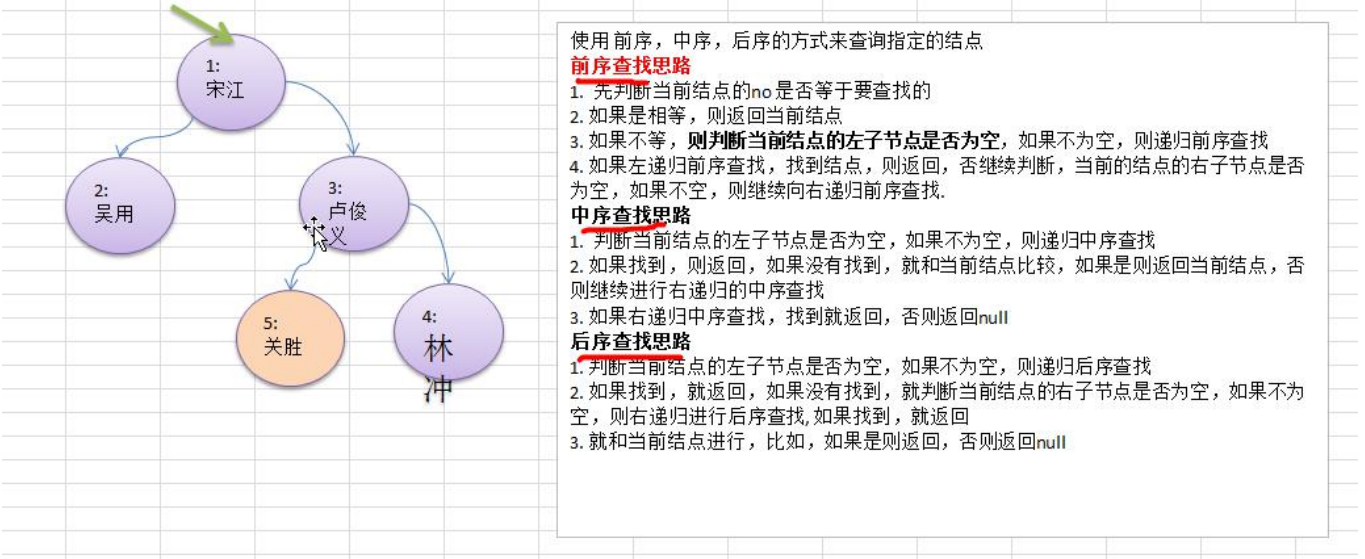 1:
宋江
2:
吴用
3:
卢俊
义
5:
关胜
4:
林
冲
使用前序，中序，后序的方式来查询指定的结点
前序查找思路
1. 先判断当前结点的no是否等于要查找的
2. 如果是相等，则返回当前结点
3. 如果不等，则判断当前结点的左子节点是否为空，如果不为空，则递归前序查找
4. 如果左递归前序查找，找到结点，则返回，否继续判断，当前的结点的右子节点是否
为空，如果不空，则继续向右递归前序查找.
中序查找思路
1. 判断当前结点的左子节点是否为空，如果不为空，则递归中序查找
2. 如果找到，则返回，如果没有找到，就和当前结点比较，如果是则返回当前结点，否
则继续进行右递归的中序查找
3. 如果右递归中序查找，找到就返回，否则返回null
后序查找思路
1. 判断当前结点的左子节点是否为空，如果不为空，则递归后序查找
2. 如果找到，就返回，如果没有找到，就判断当前结点的右子节点是否为空，如果不为
空，则右递归进行后序查找,如果找到，就返回
3. 就和当前结点进行，比如，如果是则返回，否则返回null